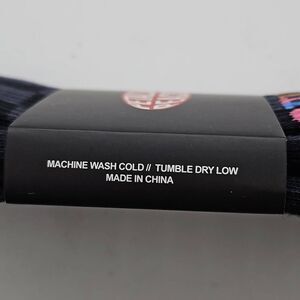 MACHINE WASH COLD // TUMBLE DRY LOW
MADE IN CHINA